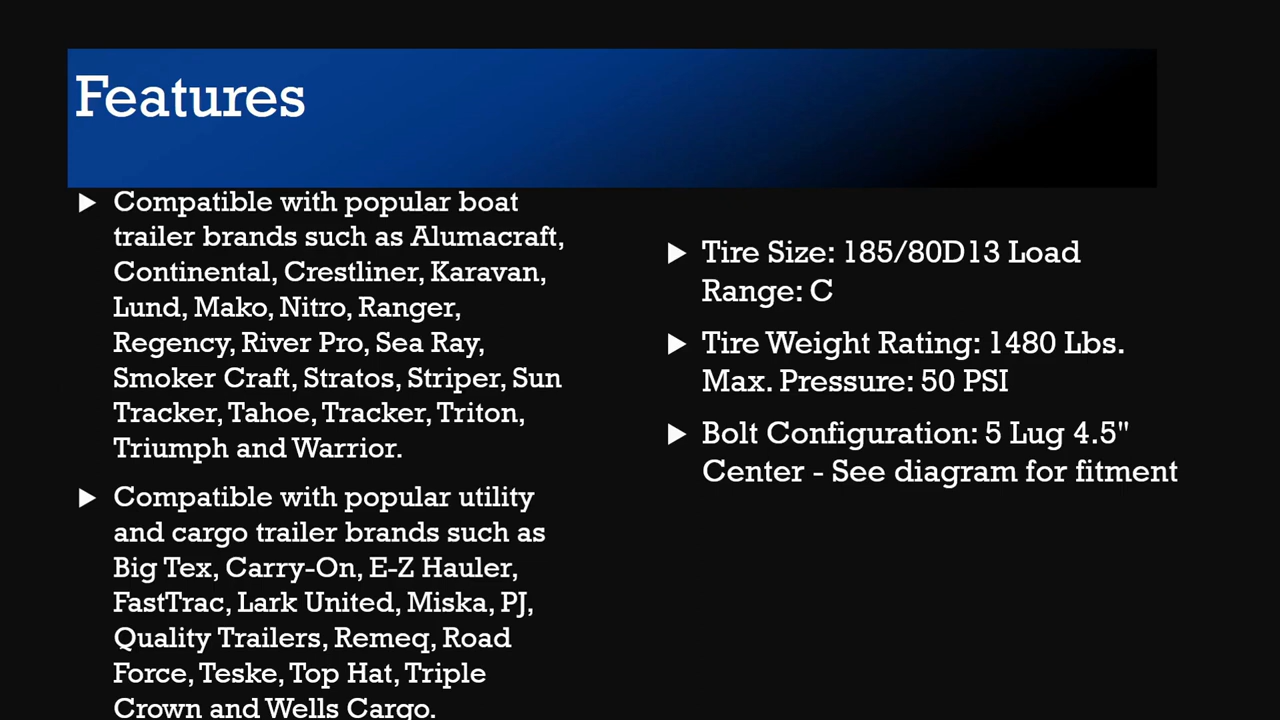 Features
Compatible with popular boat
trailer brands such as Alumacraft,
Continental, Crestliner, Karavan,
Lund, Mako, Nitro, Ranger,
Regency, River Pro, Sea Ray,
Smoker Craft, Stratos, Striper, Sun
Tracker, Tahoe, Tracker, Triton,
Triumph and Warrior.
Compatible with popular utility
and cargo trailer brands such as
Big Tex, Carry-On, E-Z Hauler,
FastTrac, Lark United, Miska, PJ,
Quality Trailers, Remeq, Road
Force, Teske, Top Hat, Triple
Crown and Wells Cargo.
Tire Size: 185/80D13 Load
Range: C
Tire Weight Rating: 1480 Lbs.
Max. Pressure: 50 PSI
Bolt Configuration: 5 Lug 4.5"
Center - See diagram for fitment